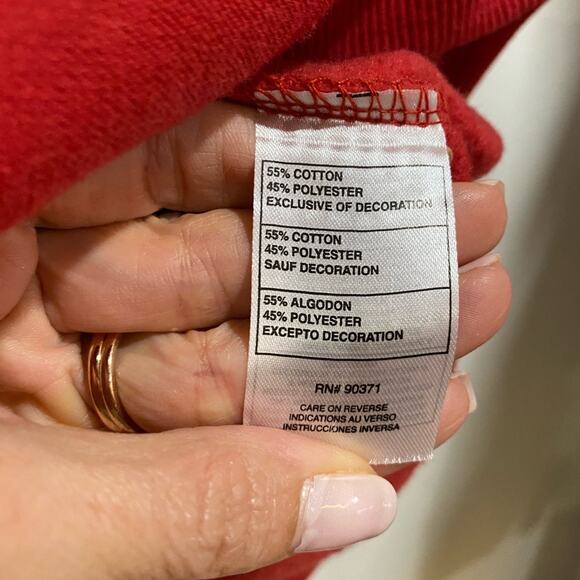 55% COTTON
45% POLYESTER
EXCLUSIVE OF DECORATION
55% COTTON
45% POLYESTER
SAUF DECORATION
55% ALGODON
45% POLYESTER
EXCEPTO DECORATION
RN# 90371
CARE ON REVERSE
INDICATIONS AU VERSO
INSTRUCCIONES INVERSA